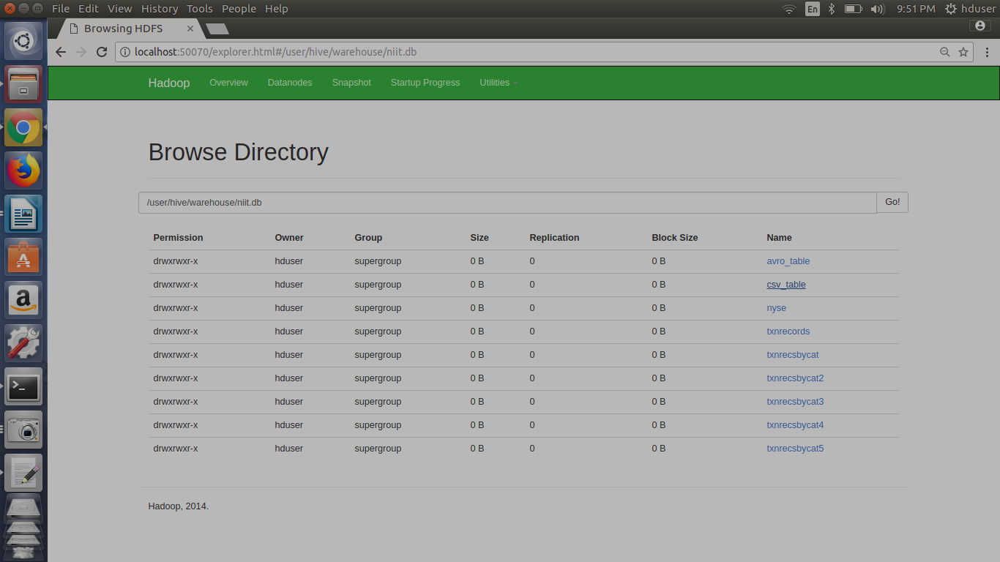 File Edit View History Tools People Help
En 9:51 PM hduser
Browsing HDFS
localhost:50070/explorer.html#/user/hive/warehouse/niit.db
Hadoop Overview Datanodes Snapshot Startup Progress Utilities
Browse Directory
/user/hive/warehouse/niit.db Go!
Permission Owner Group Size Replication Block Size Name
drwxrwxr-x hduser supergroup 0 B 0 0 B avro_table
drwxrwxr-x hduser supergroup 0 B 0 0 B csv_table
drwxrwxr-x hduser supergroup 0 B 0 0 B nyse
drwxrwxr-x hduser supergroup 0 B 0 0 B txnrecords
drwxrwxr-x hduser supergroup 0 B 0 0 B txnrecsbycat
drwxrwxr-x hduser supergroup 0 B 0 0 B txnrecsbycat2
drwxrwxr-x hduser supergroup 0 B 0 0 B txnrecsbycat3
drwxrwxr-x hduser supergroup 0 B 0 0 B txnrecsbycat4
drwxrwxr-x hduser supergroup 0 B 0 0 B txnrecsbycat5
Hadoop, 2014.